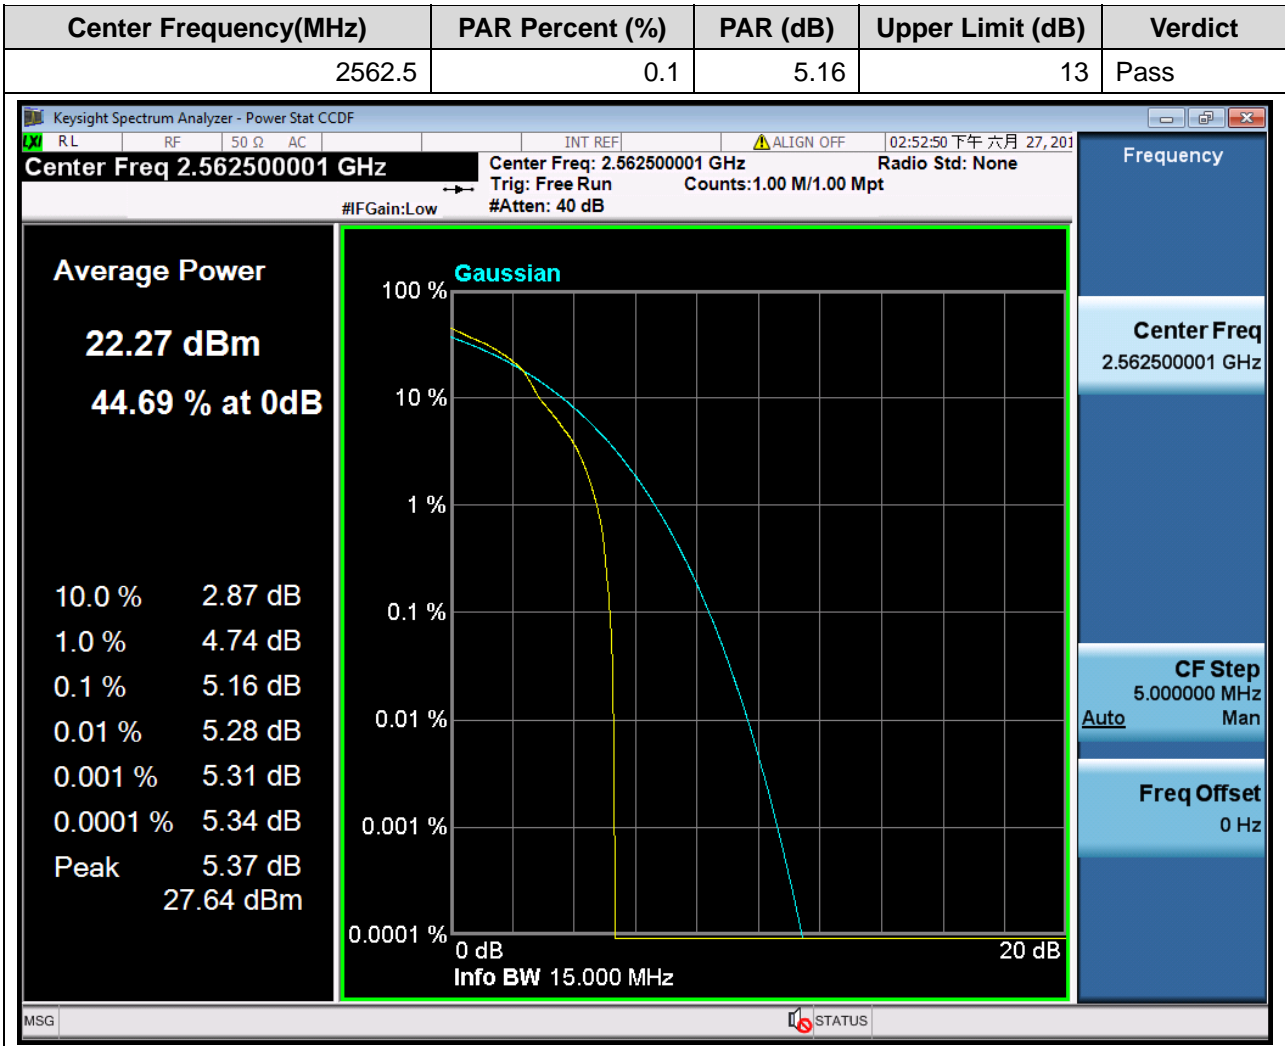 Center Frequency(MHz) PAR Percent (%) PAR (dB) Upper Limit (dB) Verdict
2562.5 0.1 5.16 13 Pass
Keysight Spectrum Analyzer - Power Stat CCDF
LXI RL RF 50 Ω AC INT REF ALIGN OFF 02:52:50 下午 六月 27, 201
Center Freq 2.562500001 GHz
Center Freq: 2.562500001 GHz Radio Std: None
Trig: Free Run Counts:1.00 M/1.00 Mpt
#IFGain:Low #Atten: 40 dB
Frequency
Average Power
22.27 dBm
44.69 % at 0dB
10.0 % 2.87 dB
1.0 % 4.74 dB
0.1 % 5.16 dB
0.01 % 5.28 dB
0.001 % 5.31 dB
0.0001 % 5.34 dB
Peak 5.37 dB
27.64 dBm
Gaussian
100 %
10 %
1 %
0.1 %
0.01 %
0.001 %
0.0001 %
0 dB 20 dB
Info BW 15.000 MHz
Center Freq
2.562500001 GHz
CF Step
5.000000 MHz
Auto Man
Freq Offset
0 Hz
MSG STATUS